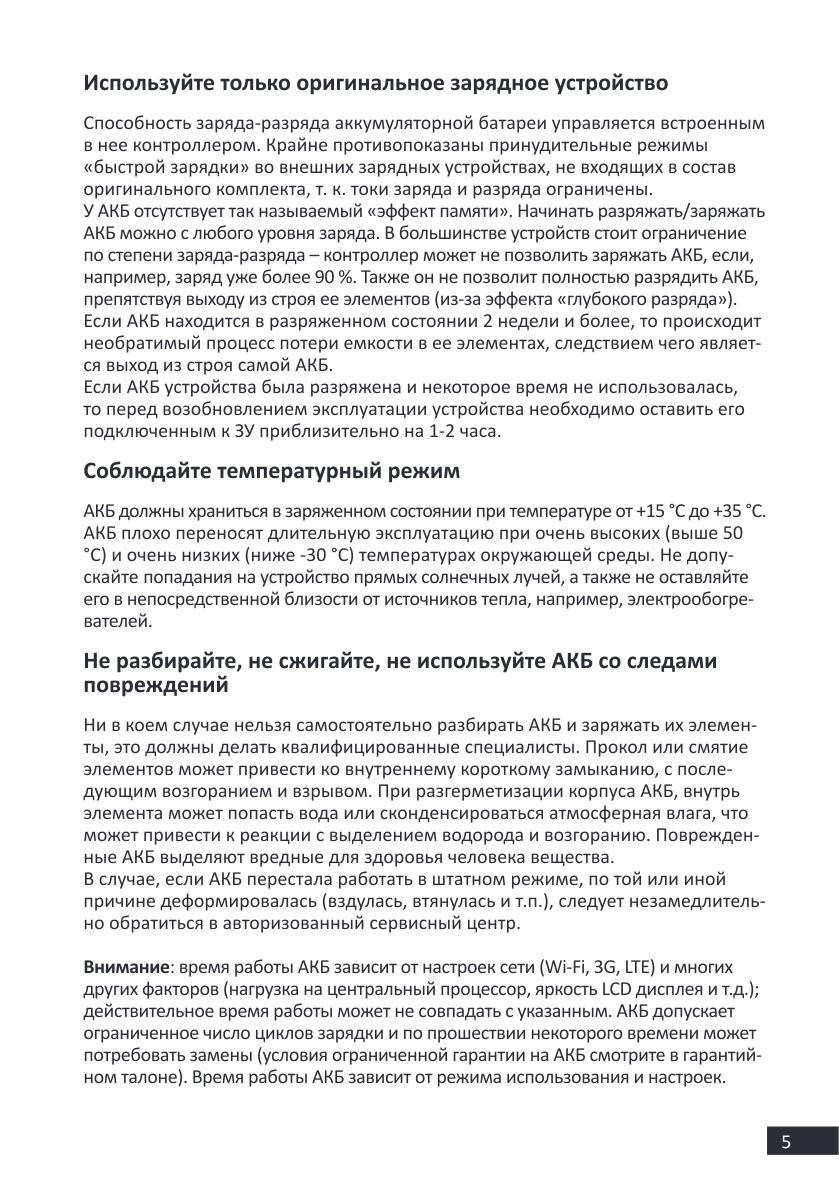 Используйте только оригинальное зарядное устройство
Способность заряда-разряда аккумуляторной батареи управляется встроенным
в нее контроллером. Крайне противопоказаны принудительные режимы
«быстрой зарядки» во внешних зарядных устройствах, не входящих в состав
оригинального комплекта, т. к. токи заряда и разряда ограничены.
У АКБ отсутствует так называемый «эффект памяти». Начинать разряжать/заряжать
АКБ можно с любого уровня заряда. В большинстве устройств стоит ограничение
по степени заряда-разряда – контроллер может не позволить заряжать АКБ, если,
например, заряд уже более 90 %. Также он не позволит полностью разрядить АКБ,
препятствуя выходу из строя ее элементов (из-за эффекта «глубокого разряда»).
Если АКБ находится в разряженном состоянии 2 недели и более, то происходит
необратимый процесс потери емкости в ее элементах, следствием чего являет-
ся выход из строя самой АКБ.
Если АКБ устройства была разряжена и некоторое время не использовалась,
то перед возобновлением эксплуатации устройства необходимо оставить его
подключенным к ЗУ приблизительно на 1-2 часа.
Соблюдайте температурный режим
АКБ должны храниться в заряженном состоянии при температуре от +15 °C до +35 °C.
АКБ плохо переносят длительную эксплуатацию при очень высоких (выше 50
°C) и очень низких (ниже -30 °C) температурах окружающей среды. Не допу-
скайте попадания на устройство прямых солнечных лучей, а также не оставляйте
его в непосредственной близости от источников тепла, например, электрообогре-
вателей.
Не разбирайте, не сжигайте, не используйте АКБ со следами
повреждений
Ни в коем случае нельзя самостоятельно разбирать АКБ и заряжать их элемен-
ты, это должны делать квалифицированные специалисты. Прокол или смятие
элементов может привести ко внутреннему короткому замыканию, с после-
дующим возгоранием и взрывом. При разгерметизации корпуса АКБ, внутрь
элемента может попасть вода или сконденсироваться атмосферная влага, что
может привести к реакции с выделением водорода и возгоранию. Поврежден-
ные АКБ выделяют вредные для здоровья человека вещества.
В случае, если АКБ перестала работать в штатном режиме, по той или иной
причине деформировалась (вздулась, втянулась и т.п.), следует незамедлитель-
но обратиться в авторизованный сервисный центр.
Внимание: время работы АКБ зависит от настроек сети (Wi-Fi, 3G, LTE) и многих
других факторов (нагрузка на центральный процессор, яркость LCD дисплея и т.д.);
действительное время работы может не совпадать с указанным. АКБ допускает
ограниченное число циклов зарядки и по прошествии некоторого времени может
потребовать замены (условия ограниченной гарантии на АКБ смотрите в гарантий-
ном талоне). Время работы АКБ зависит от режима использования и настроек.
5